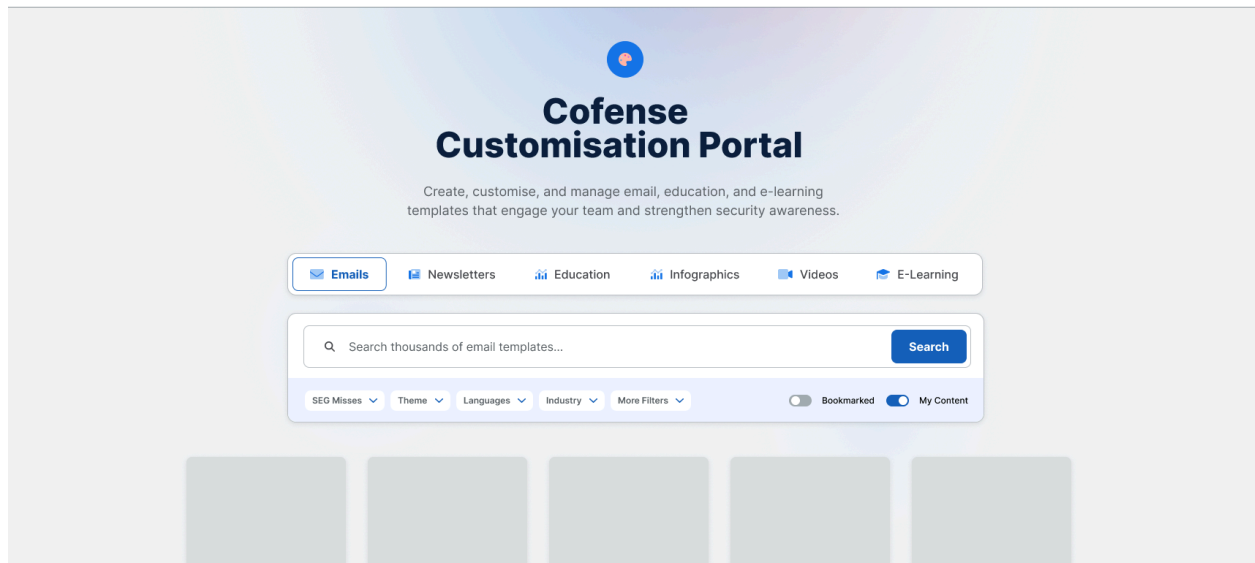 Cofense
Customisation Portal
Create, customise, and manage email, education, and e-learning
templates that engage your team and strengthen security awareness.
Emails Newsletters Education Infographics Videos E-Learning
Search thousands of email templates... Search
SEG Misses Theme Languages Industry More Filters Bookmarked My Content